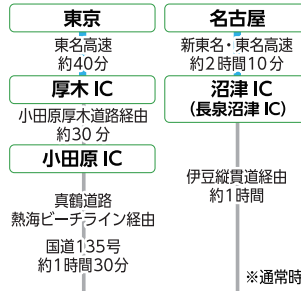 東京
東名高速
約40分
厚木 IC
小田原厚木道路経由
約30分
小田原 IC
真鶴道路
熱海ビーチライン経由
国道135号
約1時間30分
名古屋
新東名・東名高速
約2時間10分
沼津 IC
(長泉沼津 IC)
伊豆縦貫道経由
約1時間
※通常時